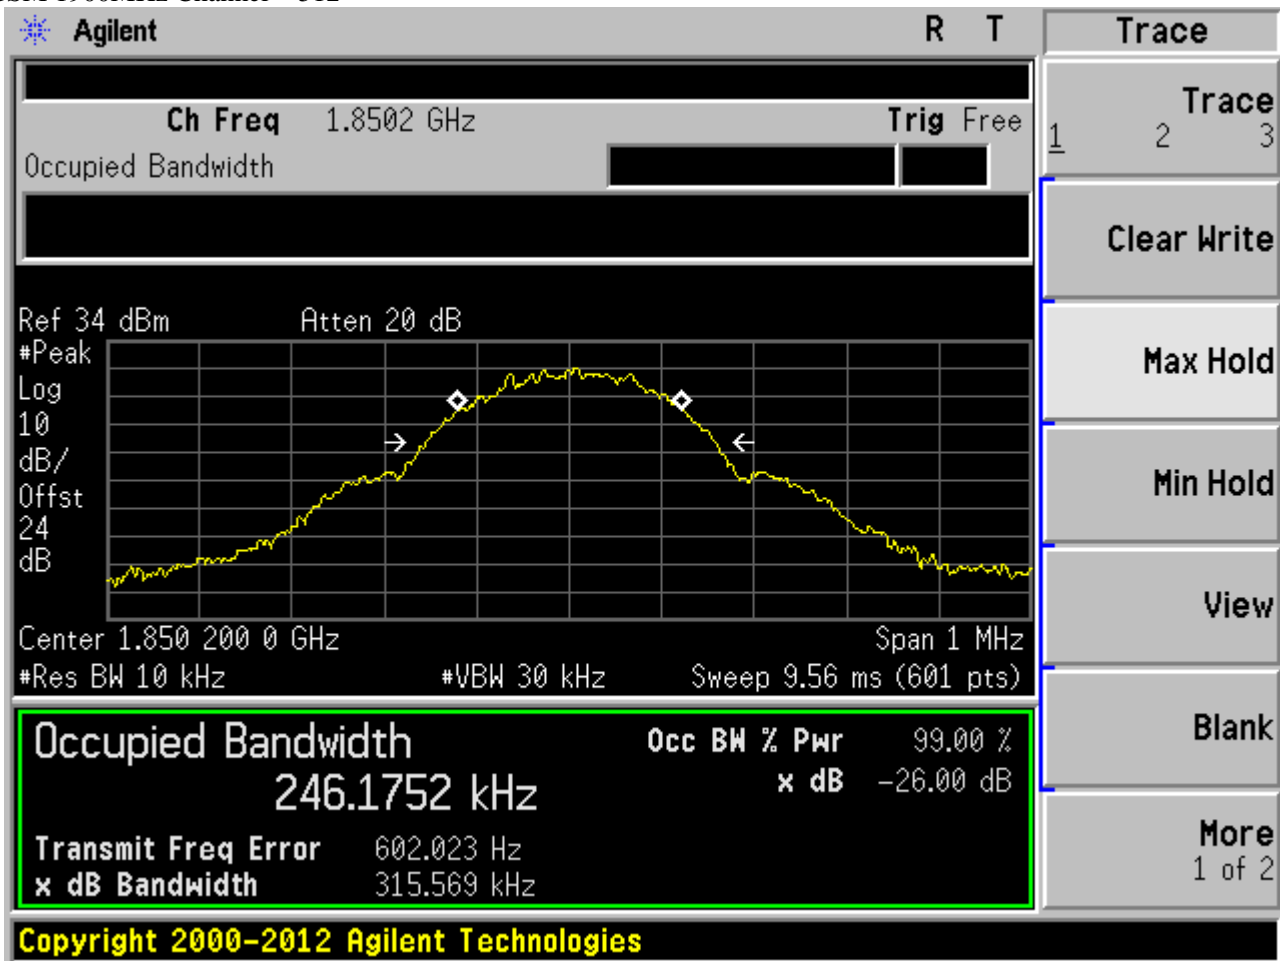 Agilent R T Trace
Ch Freq 1.8502 GHz Trig Free
Occupied Bandwidth
Trace
1 2 3
Clear Write
Max Hold
Min Hold
View
Blank
More
1 of 2
Ref 34 dBm Atten 20 dB
#Peak
Log
10
dB/
Offst
24
dB
Center 1.850 200 0 GHz Span 1 MHz
#Res BW 10 kHz #VBW 30 kHz Sweep 9.56 ms (601 pts)
Occupied Bandwidth Occ BW % Pwr 99.00 %
246.1752 kHz x dB -26.00 dB
Transmit Freq Error 602.023 Hz
x dB Bandwidth 315.569 kHz
Copyright 2000-2012 Agilent Technologies